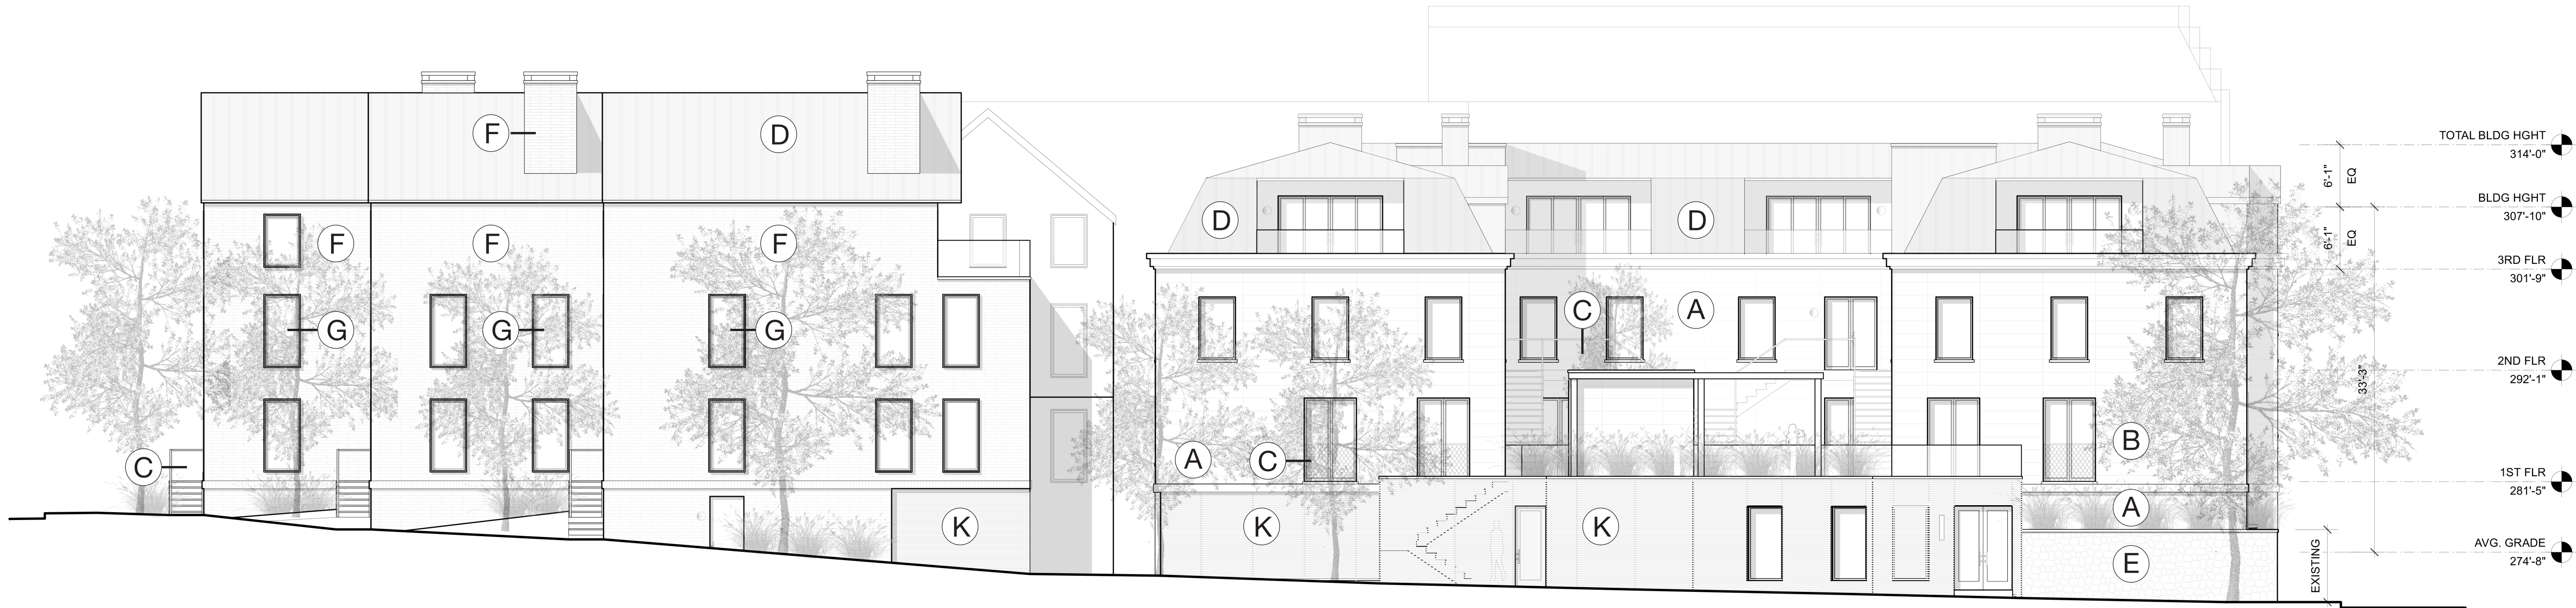 F
D
TOTAL BLDG HGHT
314'-0"
6'-1"
EQ
BLDG HGHT
307'-10"
D
D
F
F
F
6'-1"
EQ
3RD FLR
301'-9"
G
G
G
C
A
2ND FLR
292'-1"
33'-3"
C
A
C
B
1ST FLR
281'-5"
A
K
K
K
E
AVG. GRADE
274'-8"
EXISTING